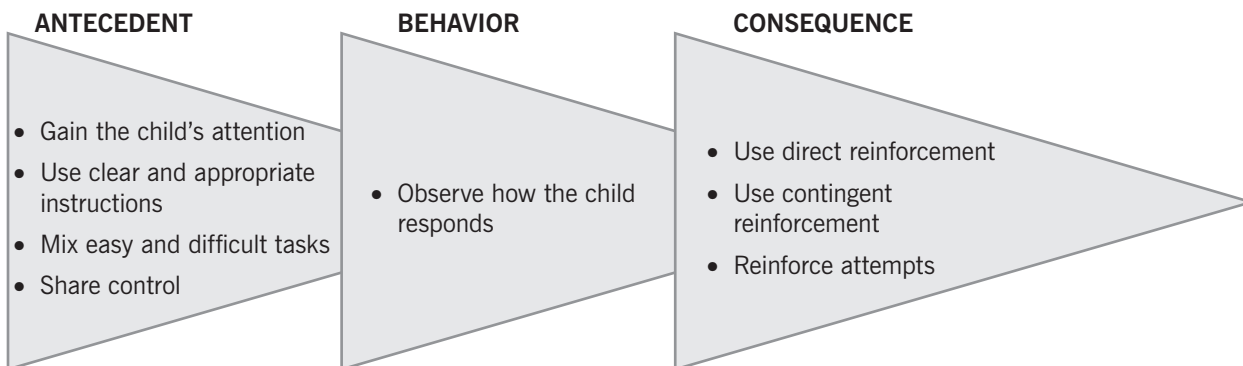 ANTECEDENT
• Gain the child’s attention
• Use clear and appropriate
instructions
• Mix easy and difficult tasks
• Share control
BEHAVIOR
• Observe how the child
responds
CONSEQUENCE
• Use direct reinforcement
• Use contingent
reinforcement
• Reinforce attempts